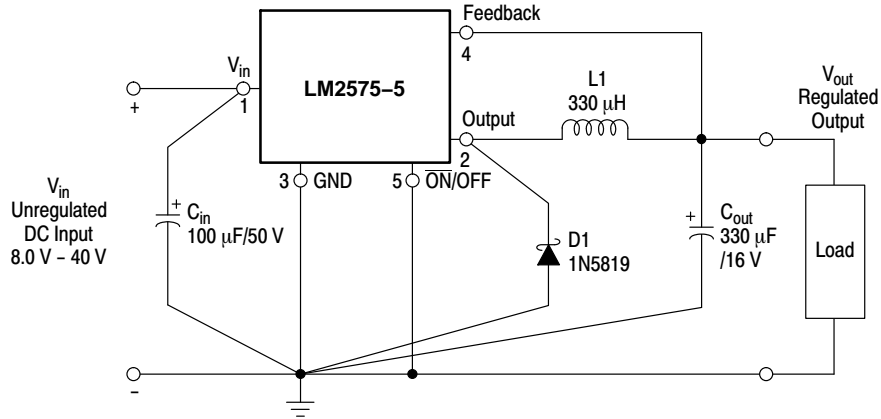 Feedback
4
V_in
+
1
LM2575–5
L1
330 μH
V_out
Regulated
Output
Output
2
3
GND
5
O̅N̅/OFF
V_in
Unregulated
DC Input
8.0 V – 40 V
+
C_in
100 μF/50 V
D1
1N5819
+
C_out
330 μF
/16 V
Load
-